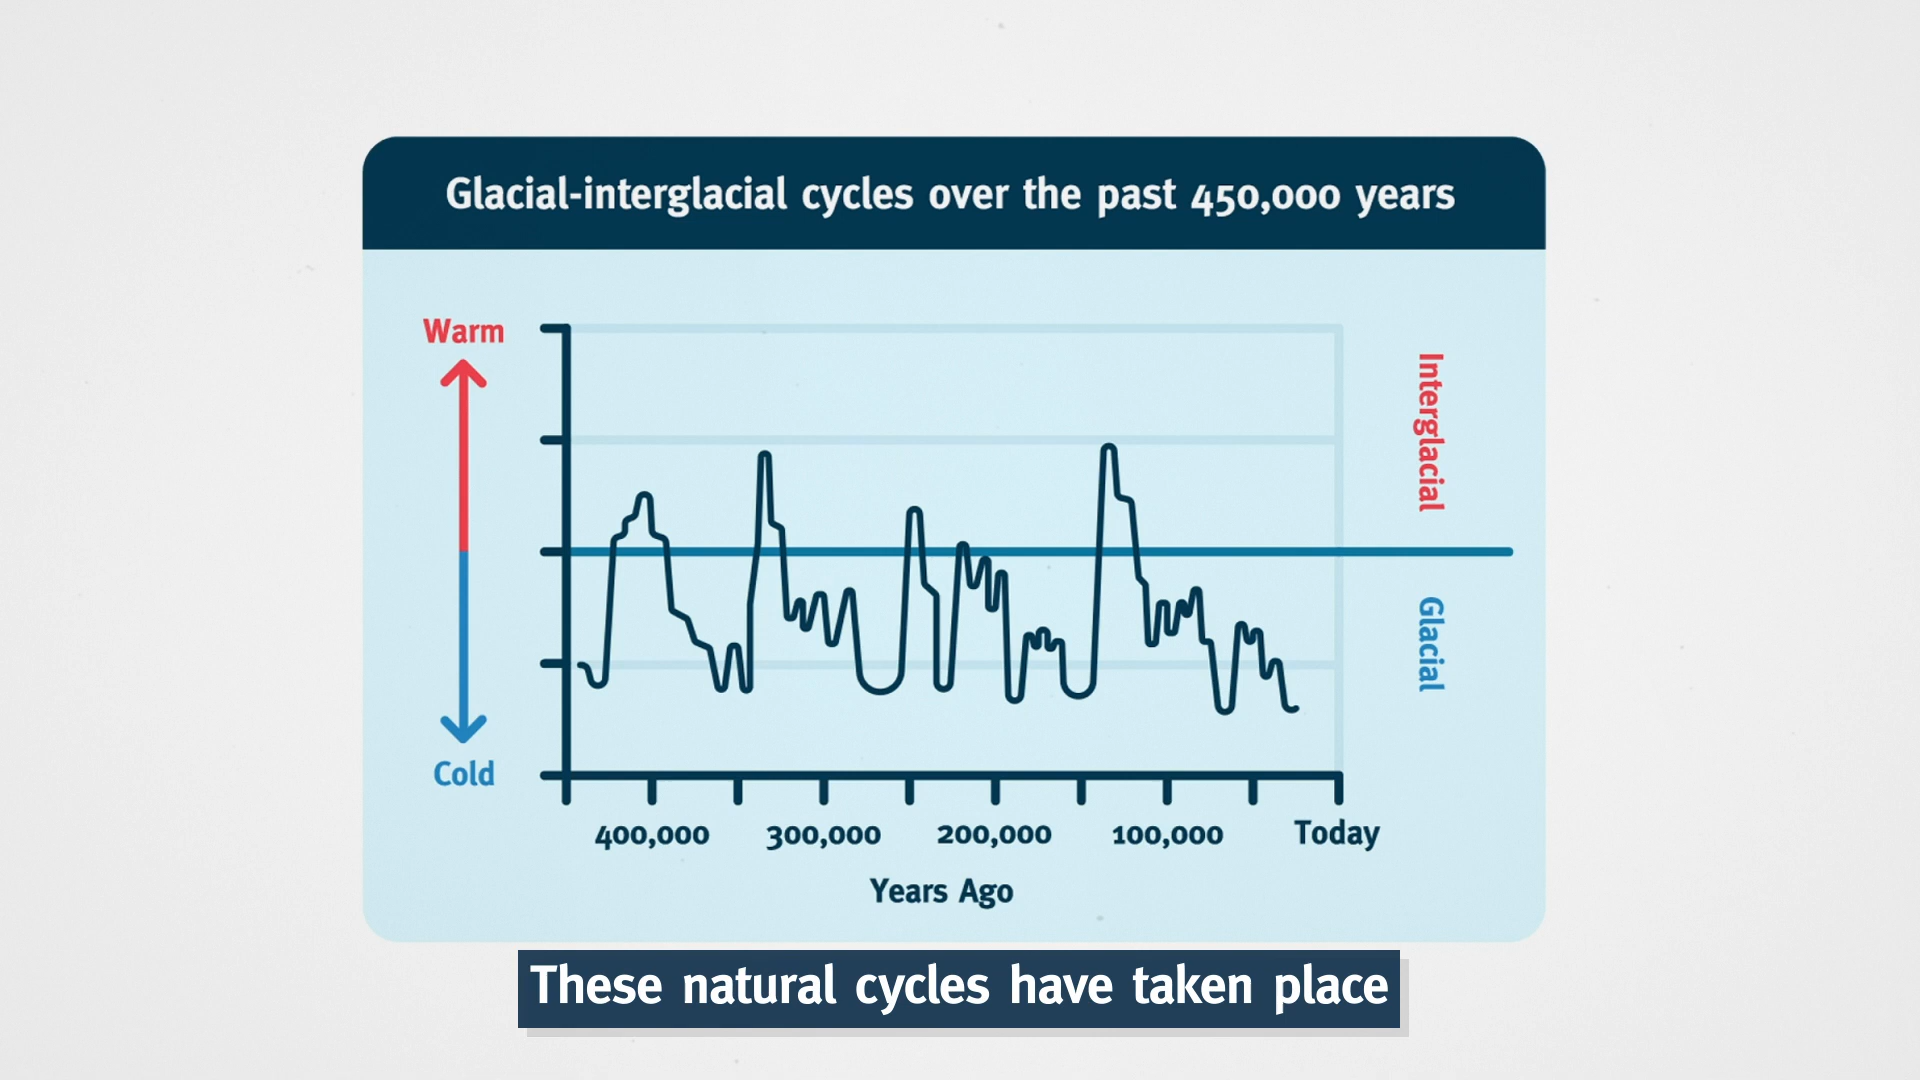 Glacial-interglacial cycles over the past 450,000 years
Warm
Interglacial
Glacial
Cold
400,000
300,000
200,000
100,000
Today
Years Ago
These natural cycles have taken place